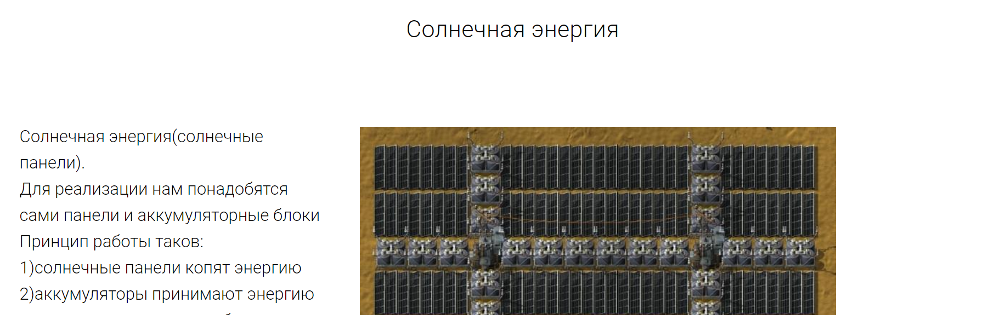 Солнечная энергия
Солнечная энергия(солнечные
панели).
Для реализации нам понадобятся
сами панели и аккумуляторные блоки
Принцип работы таков:
1)солнечные панели копят энергию
2)аккумуляторы принимают энергию